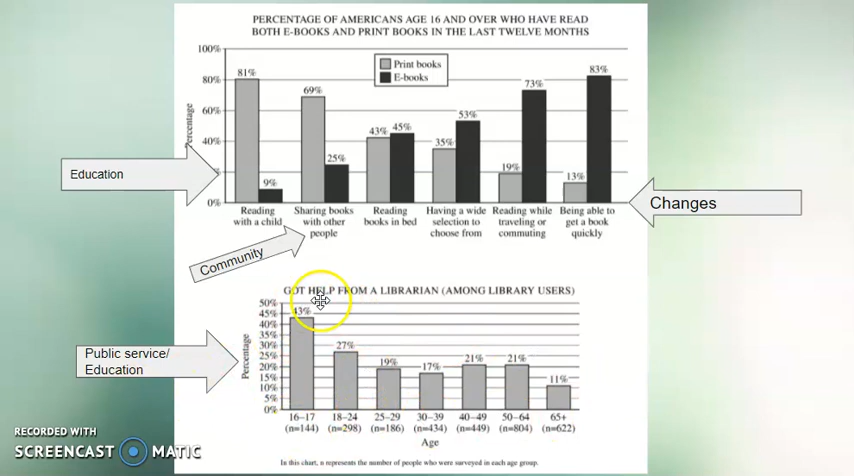 PERCENTAGE OF AMERICANS AGE 16 AND OVER WHO HAVE READ
BOTH E-BOOKS AND PRINT BOOKS IN THE LAST TWELVE MONTHS
100%
80%
60%
40%
0%
Percentage
Print books
E-books
81%
9%
69%
25%
43%
45%
35%
53%
19%
73%
13%
83%
Reading
with a child
Sharing books
with other
people
Reading
books in bed
Having a wide
selection to
choose from
Reading while
traveling or
commuting
Being able to
get a book
quickly
Education
Changes
Community
GOT HELP FROM A LIBRARIAN (AMONG LIBRARY USERS)
50%
45%
40%
35%
30%
25%
20%
15%
10%
5%
0%
Percentage
43%
27%
19%
17%
21%
21%
11%
16–17
(n=144)
18–24
(n=298)
25–29
(n=186)
30–39
(n=434)
40–49
(n=449)
50–64
(n=804)
65+
(n=622)
Age
Public service/
Education
In this chart, n represents the number of people who were surveyed in each age group.
RECORDED WITH
SCREENCAST MATIC